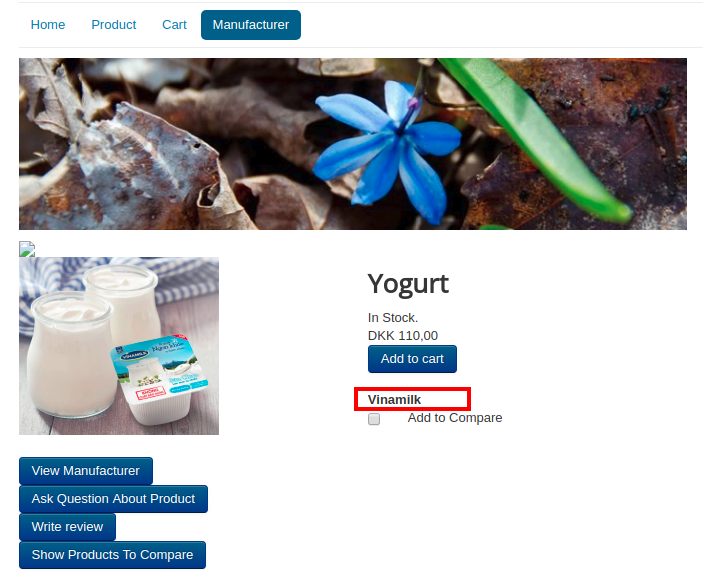 Home Product Cart Manufacturer
Yogurt
In Stock.
DKK 110,00
Add to cart
Vinamilk
Add to Compare
VINAMILK
View Manufacturer
Ask Question About Product
Write review
Show Products To Compare